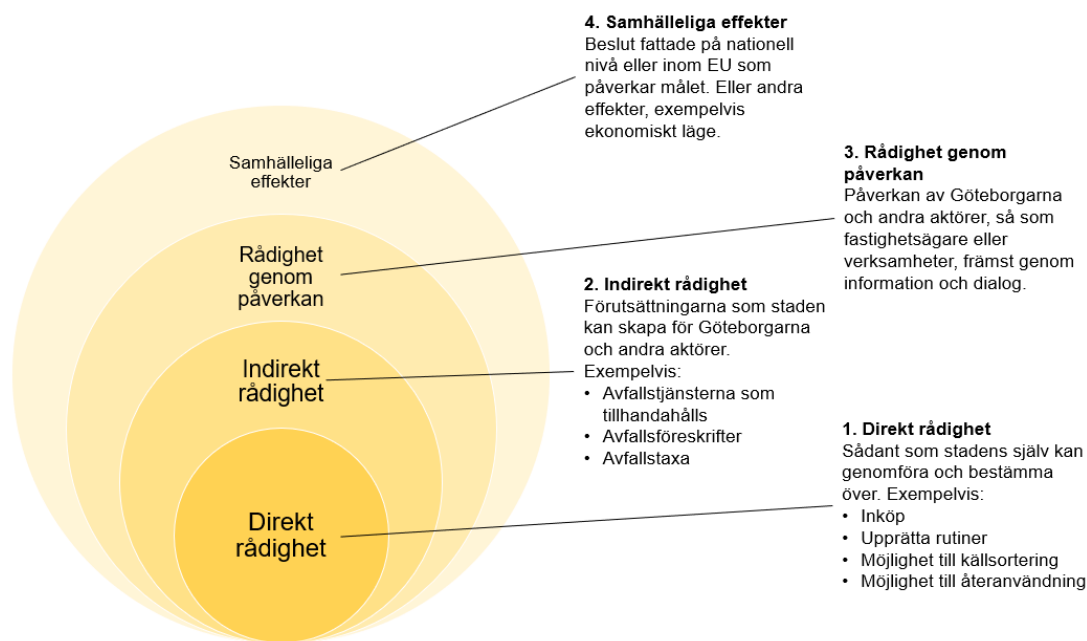 4. Samhälleliga effekter
Beslut fattade på nationell
nivå eller inom EU som
påverkar målet. Eller andra
effekter, exempelvis
ekonomiskt läge.
Samhälleliga
effekter
3. Rådighet genom
påverkan
Påverkan av Göteborgarna
och andra aktörer, så som
fastighetsägare eller
verksamheter, främst genom
information och dialog.
Rådighet
genom
påverkan
2. Indirekt rådighet
Förutsättningarna som staden
kan skapa för Göteborgarna
och andra aktörer.
Exempelvis:
• Avfallstjänsterna som
tillhandahålls
• Avfallsföreskrifter
• Avfallstaxa
Indirekt
rådighet
1. Direkt rådighet
Sådant som stadens själv kan
genomföra och bestämma
över. Exempelvis:
• Inköp
• Upprätta rutiner
• Möjlighet till källsortering
• Möjlighet till återanvändning
Direkt
rådighet